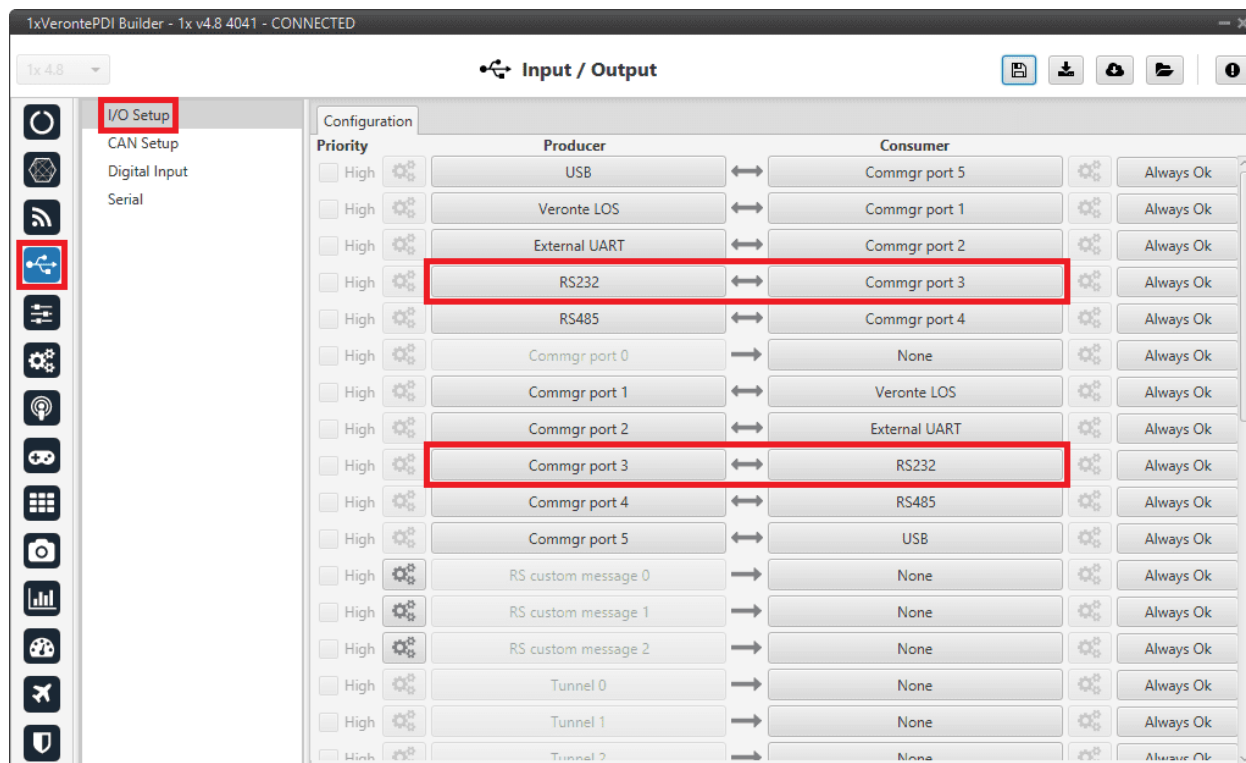 1xVerontePDI Builder - 1x v4.8 4041 - CONNECTED
1x 4.8
Input / Output
I/O Setup
CAN Setup
Digital Input
Serial
Configuration
Priority Producer Consumer
High USB Commgr port 5 Always Ok
High Veronte LOS Commgr port 1 Always Ok
High External UART Commgr port 2 Always Ok
High RS232 Commgr port 3 Always Ok
High RS485 Commgr port 4 Always Ok
High Commgr port 0 None Always Ok
High Commgr port 1 Veronte LOS Always Ok
High Commgr port 2 External UART Always Ok
High Commgr port 3 RS232 Always Ok
High Commgr port 4 RS485 Always Ok
High Commgr port 5 USB Always Ok
High RS custom message 0 None Always Ok
High RS custom message 1 None Always Ok
High RS custom message 2 None Always Ok
High Tunnel 0 None Always Ok
High Tunnel 1 None Always Ok
High Tunnel 2 None Always Ok